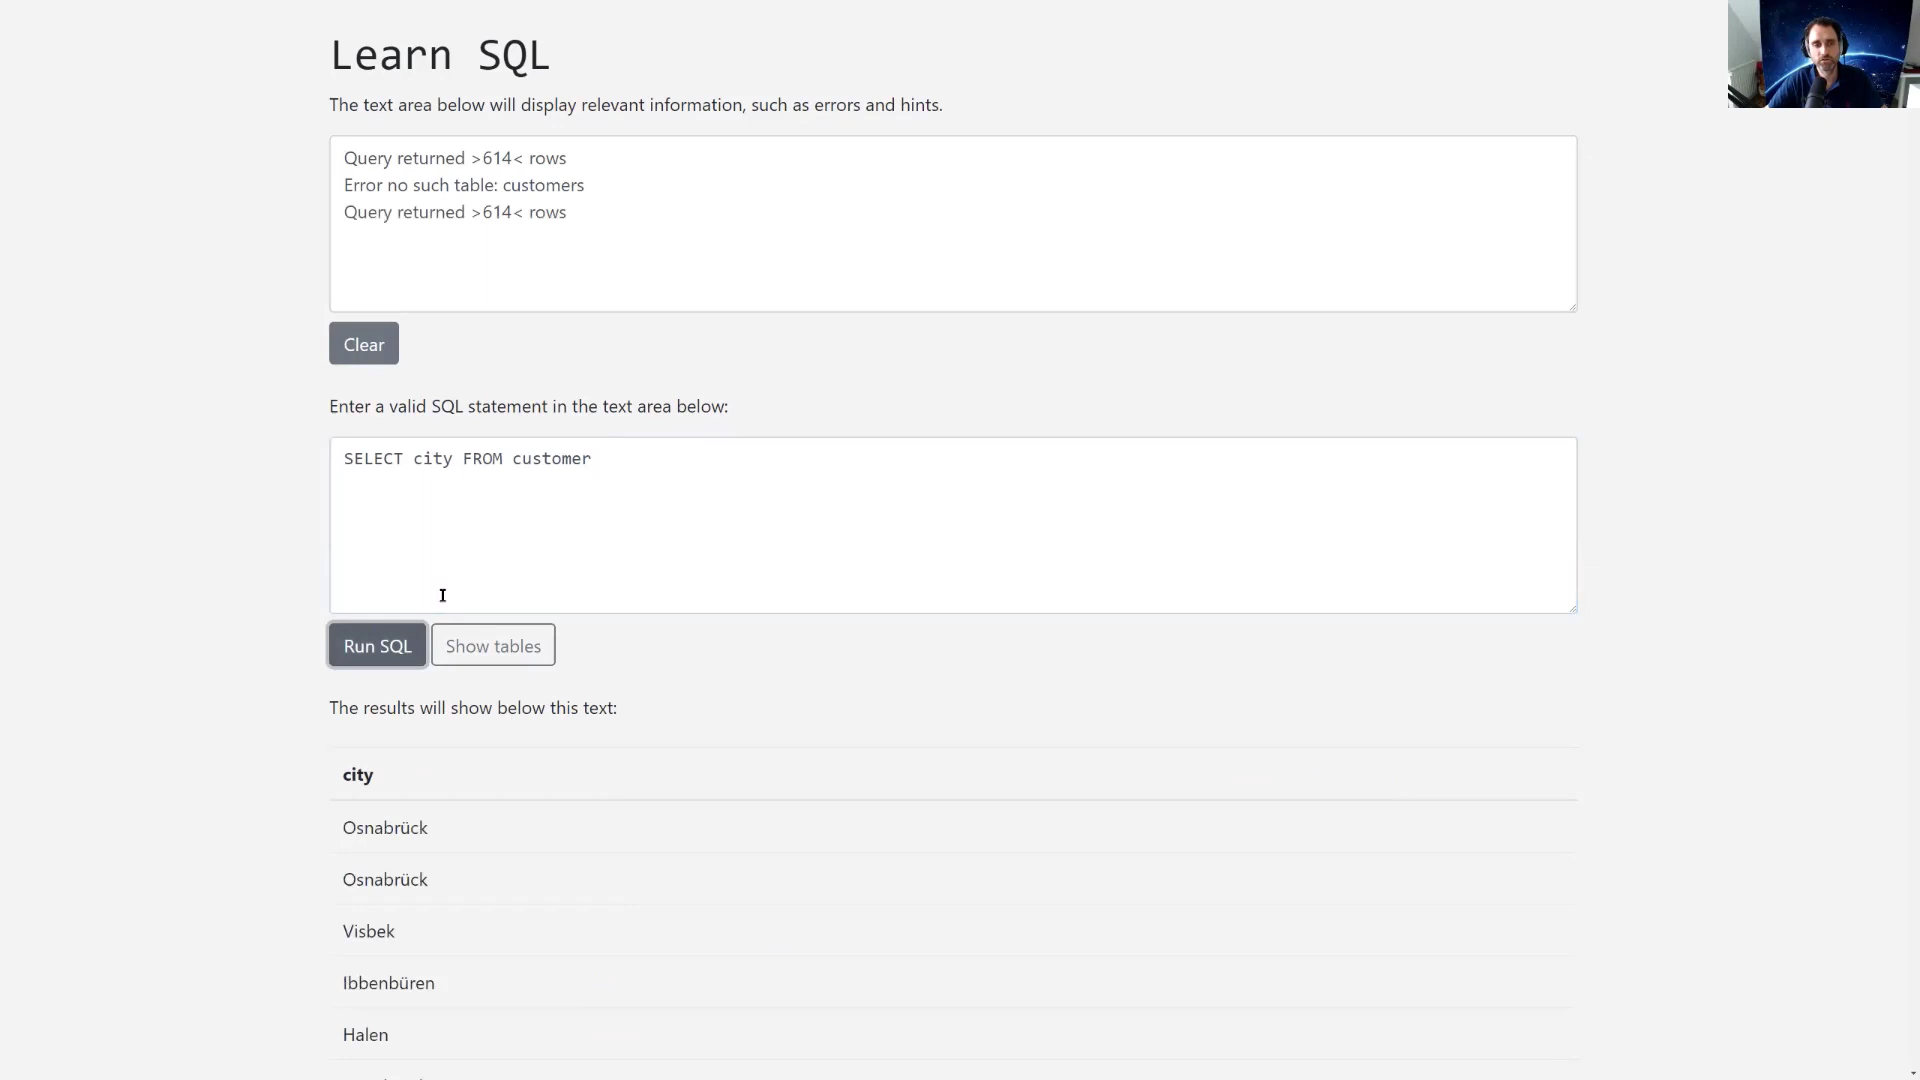 Learn SQL
The text area below will display relevant information, such as errors and hints.
Query returned >614< rows
Error no such table: customers
Query returned >614< rows
Clear
Enter a valid SQL statement in the text area below:
SELECT city FROM customer
Run SQL Show tables
The results will show below this text:
city
Osnabrück
Osnabrück
Visbek
Ibbenbüren
Halen